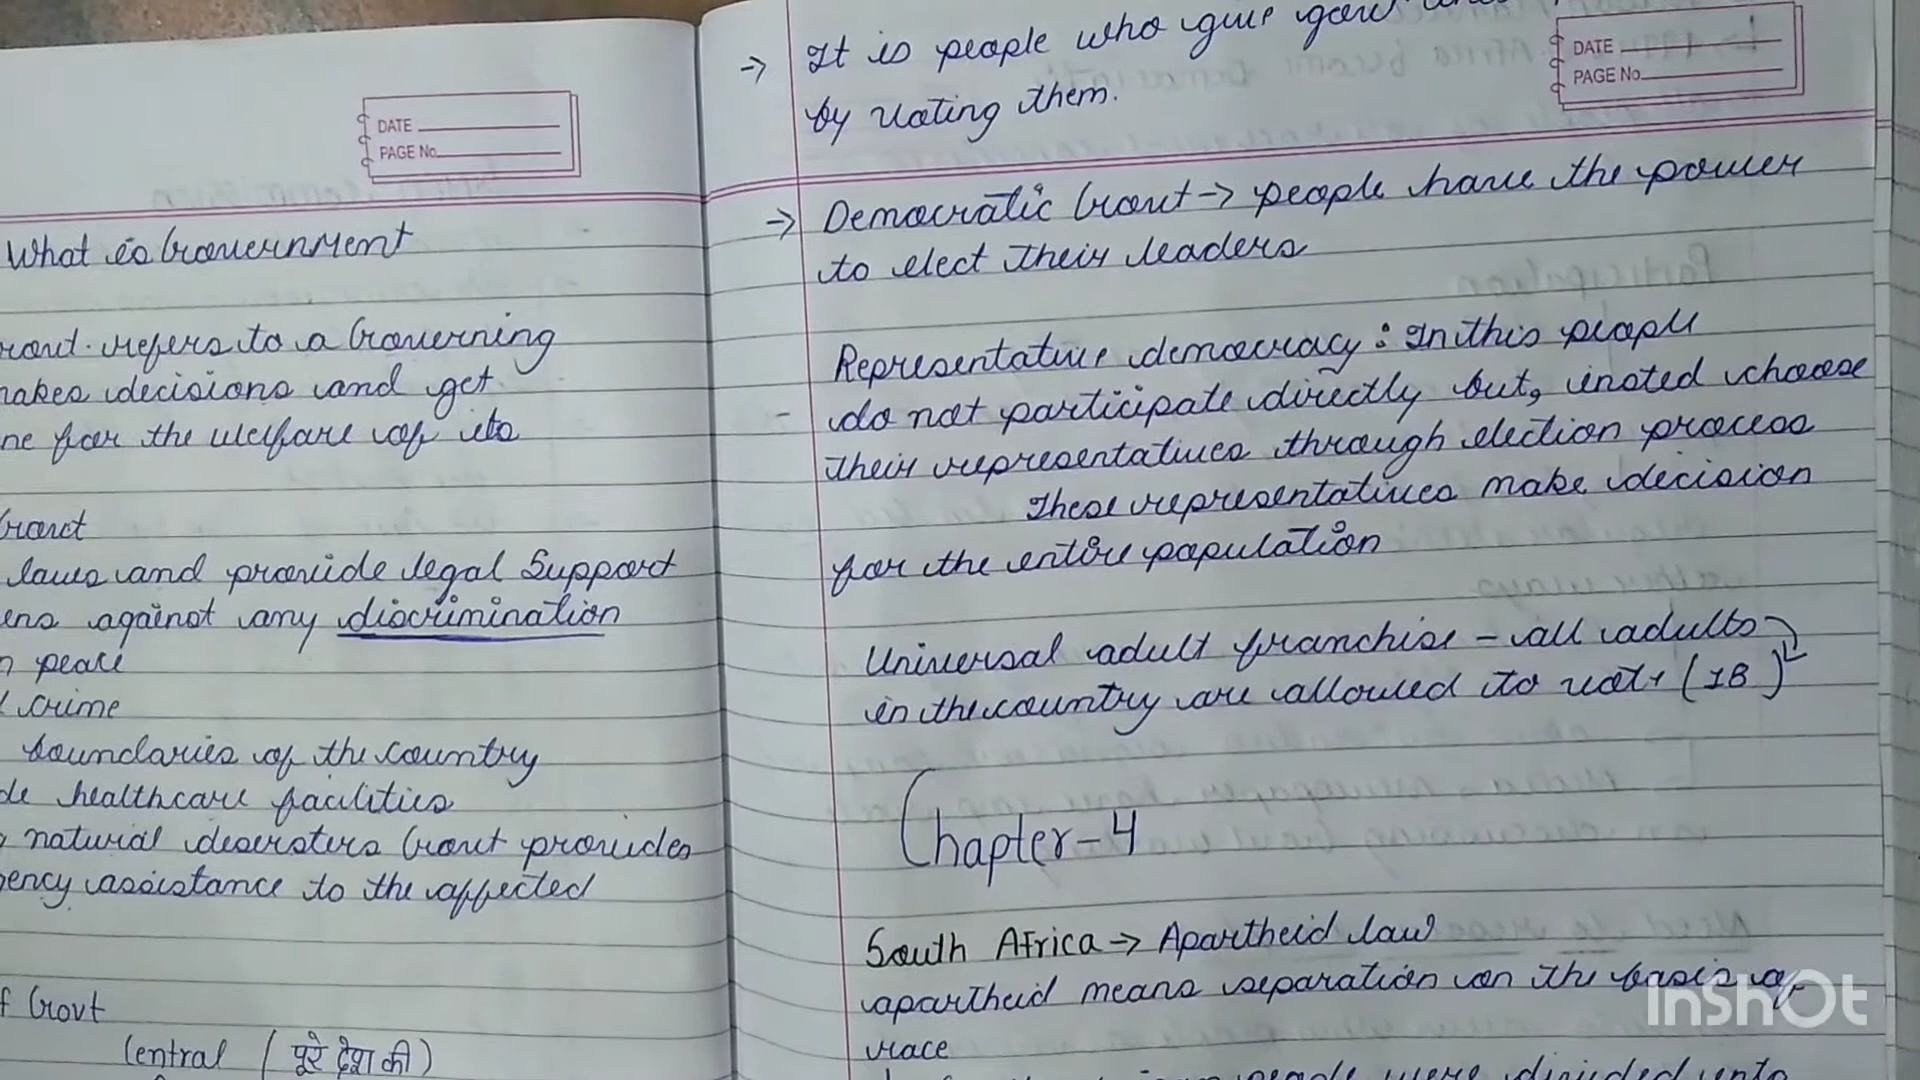 DATE
PAGE No.
What is Government
refers to a Governing
makes decisions and get
for the welfare of its
Govt
laws and provide legal Support
against any discrimination
peace
crime
boundaries of the country
healthcare facilities
natural desersters Govt provides
assistance to the affected
Govt
Central (पूरे देश की)
→ It is people who give
by voting them.
DATE
PAGE No.
→ Democratic Govt → people have the power
to elect their leaders
Representative democracy : In this people
- do not participate directly but, insted choose
their representatives through election process
These representatives make decision
for the entire population
Universal adult franchise - all adults
in the country are allowed to vote (18)
Chapter-4
South Africa → Apartheid law
apartheid means separation on the basis of
race
people were divided into
InShOt